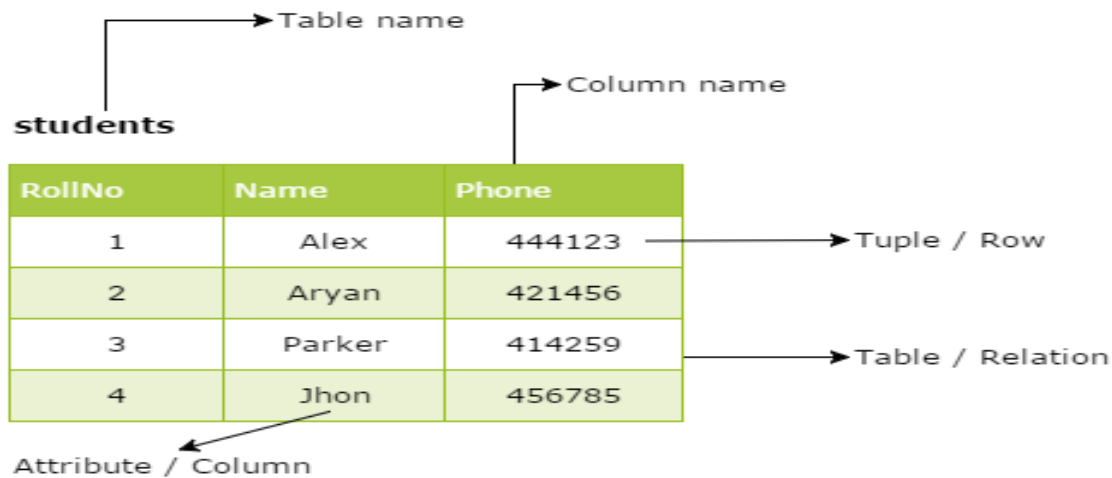 Table name
Column name
students
RollNo Name Phone
1 Alex 444123
Tuple / Row
2 Aryan 421456
3 Parker 414259
Table / Relation
4 Jhon 456785
Attribute / Column